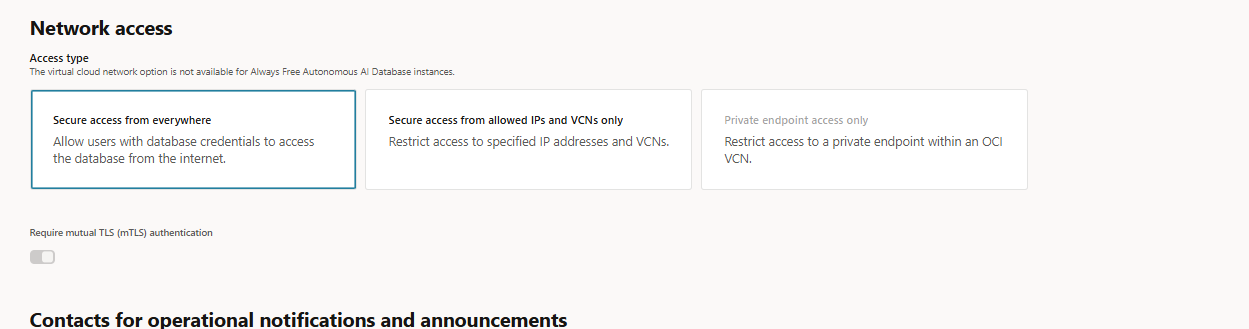 Network access
Access type
The virtual cloud network option is not available for Always Free Autonomous AI Database instances.
Secure access from everywhere
Allow users with database credentials to access
the database from the internet.
Secure access from allowed IPs and VCNs only
Restrict access to specified IP addresses and VCNs.
Private endpoint access only
Restrict access to a private endpoint within an OCI
VCN.
Require mutual TLS (mTLS) authentication
Contacts for operational notifications and announcements